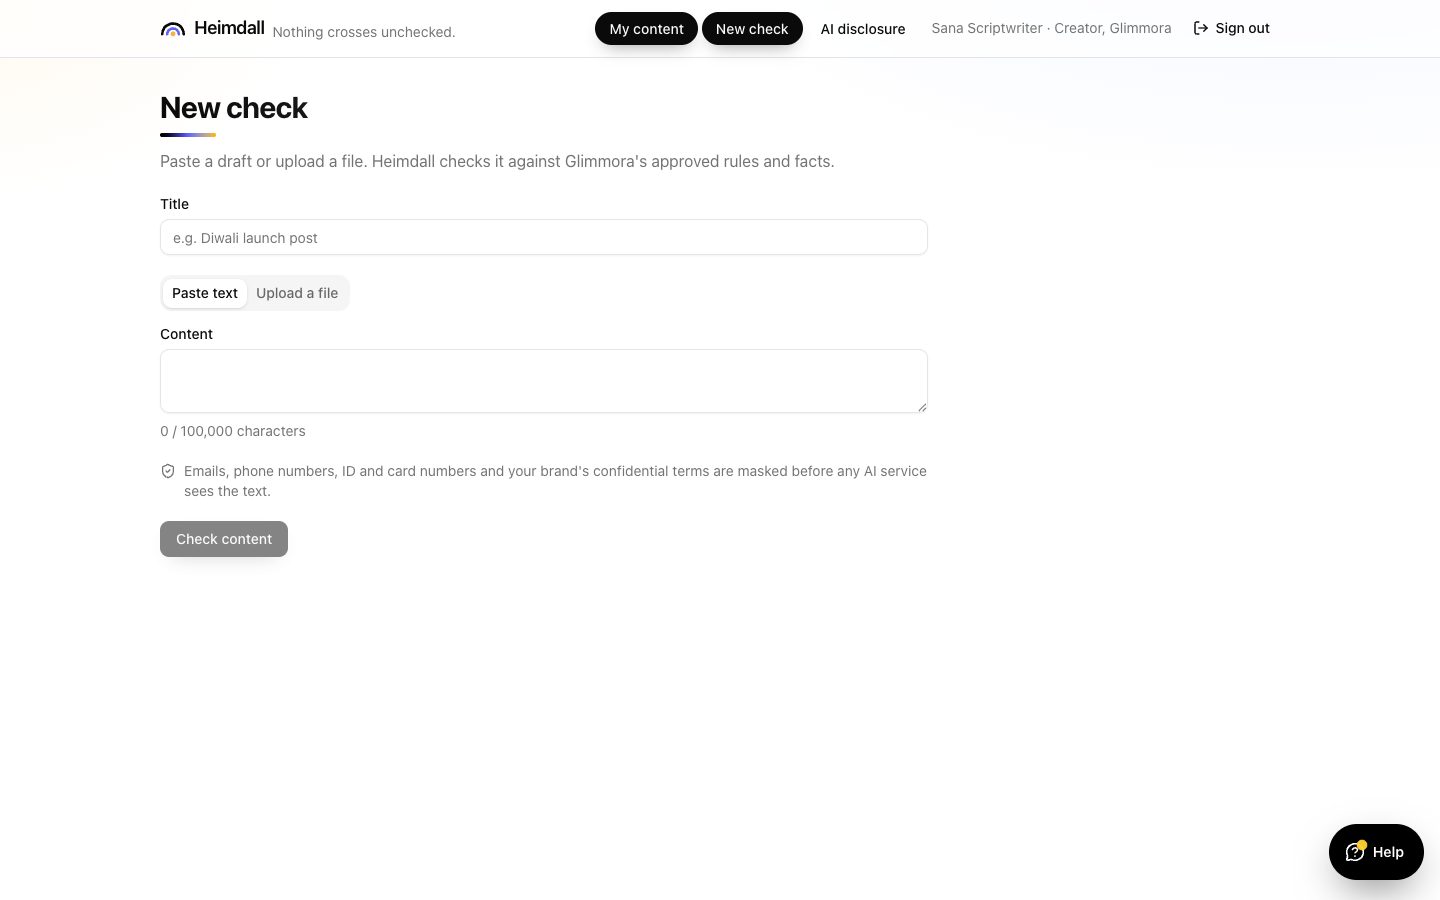 Heimdall
Nothing crosses unchecked.
My content
New check
AI disclosure
Sana Scriptwriter · Creator, Glimmora
Sign out
New check
Paste a draft or upload a file. Heimdall checks it against Glimmora's approved rules and facts.
Title
e.g. Diwali launch post
Paste text
Upload a file
Content
0 / 100,000 characters
Emails, phone numbers, ID and card numbers and your brand's confidential terms are masked before any AI service
sees the text.
Check content
Help